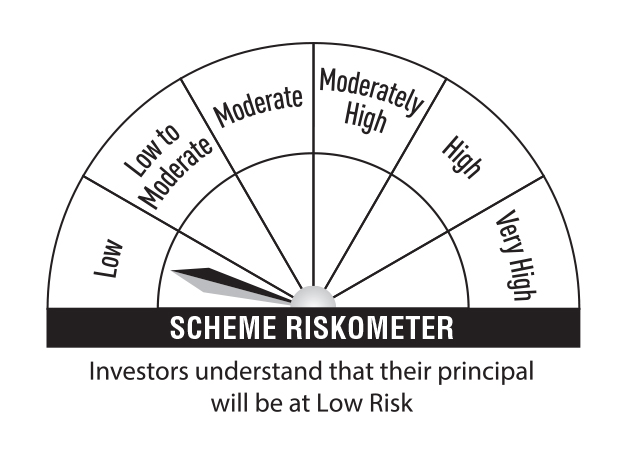 Low
Low to
Moderate
Moderate
Moderately
High
High
Very High
SCHEME RISKOMETER
Investors understand that their principal
will be at Low Risk